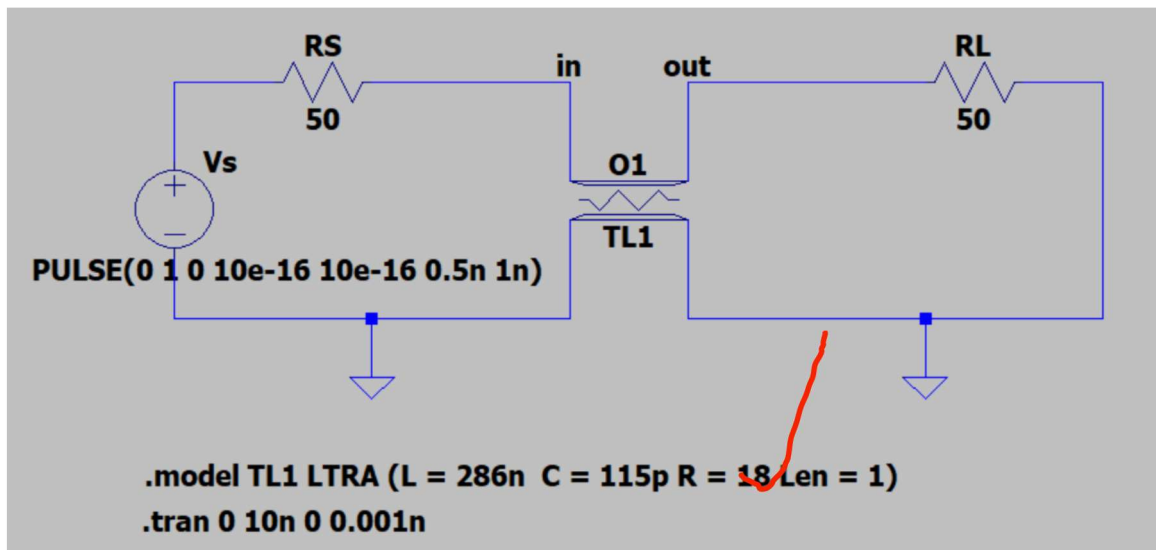 RS
in
out
RL
50
50
Vs
O1
TL1
PULSE(0 1 0 10e-16 10e-16 0.5n 1n)
.model TL1 LTRA (L = 286n C = 115p R = 18 Len = 1)
.tran 0 10n 0 0.001n